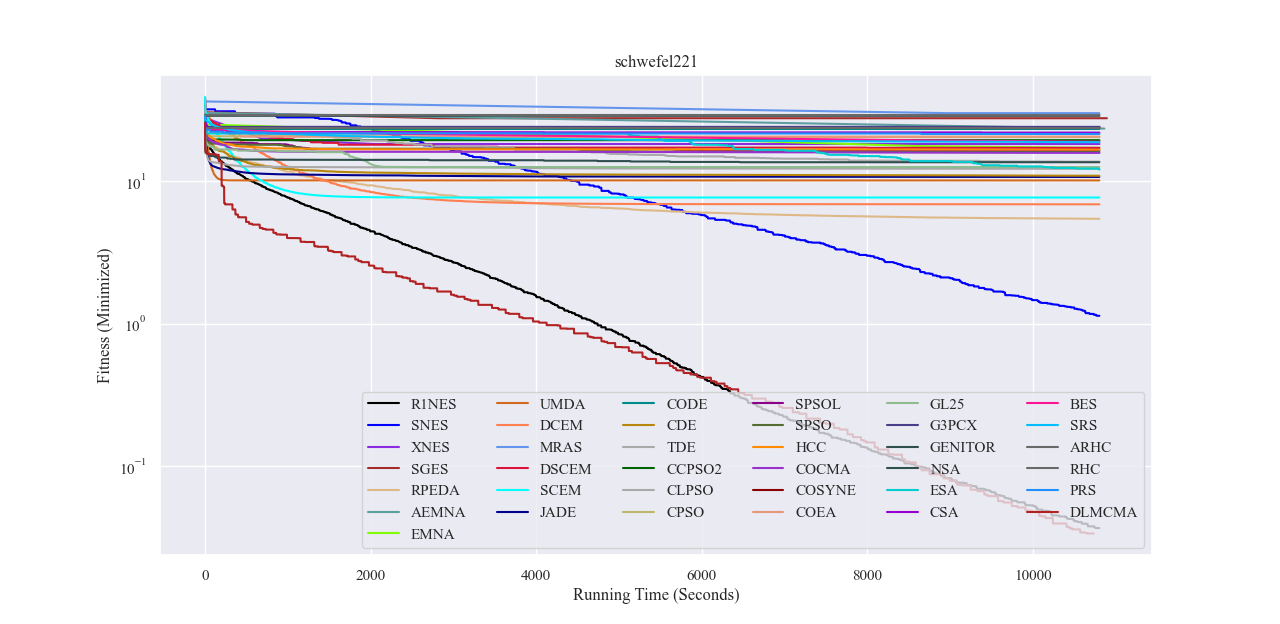 schwefel221
Fitness (Minimized)
10^1
10^0
10^-1
R1NES UMDA CODE SPSOL GL25 BES
SNES DCEM CDE SPSO G3PCX SRS
XNES MRAS TDE HCC GENITOR ARHC
SGES DSCEM CCPSO2 COCMA NSA RHC
RPEDA SCEM CLPSO COSYNE ESA PRS
AEMNA JADE CPSO COEA CSA DLMCMA
EMNA
0 2000 4000 6000 8000 10000
Running Time (Seconds)